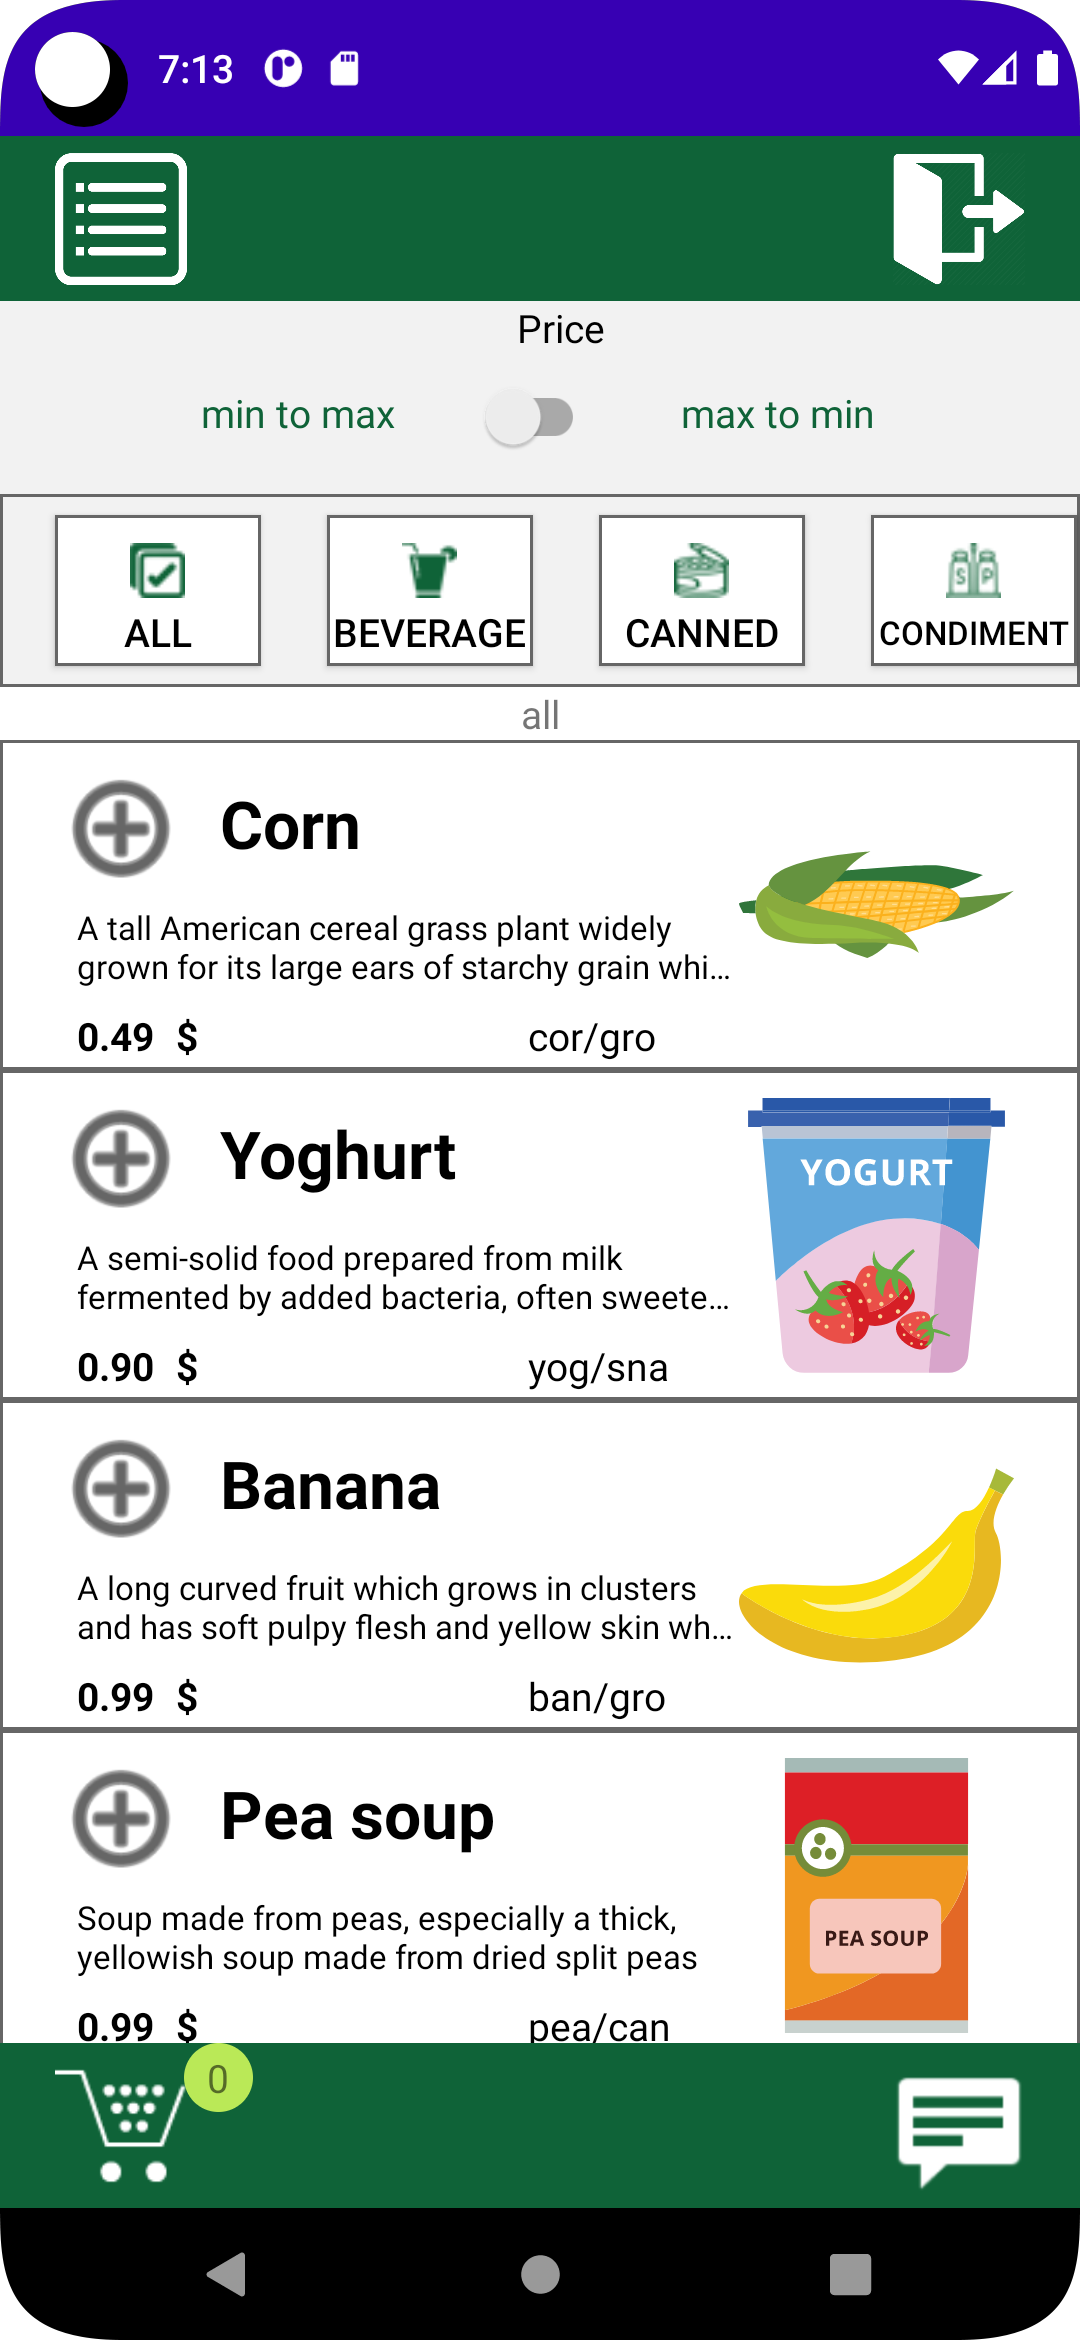 7:13
Price
min to max
max to min
ALL
BEVERAGE
CANNED
S P
CONDIMENT
all
Corn
A tall American cereal grass plant widely
grown for its large ears of starchy grain whi...
0.49 $
cor/gro
Yoghurt
YOGURT
A semi-solid food prepared from milk
fermented by added bacteria, often sweete...
0.90 $
yog/sna
Banana
A long curved fruit which grows in clusters
and has soft pulpy flesh and yellow skin wh...
0.99 $
ban/gro
Pea soup
Soup made from peas, especially a thick,
yellowish soup made from dried split peas
PEA SOUP
0.99 $
pea/can
0